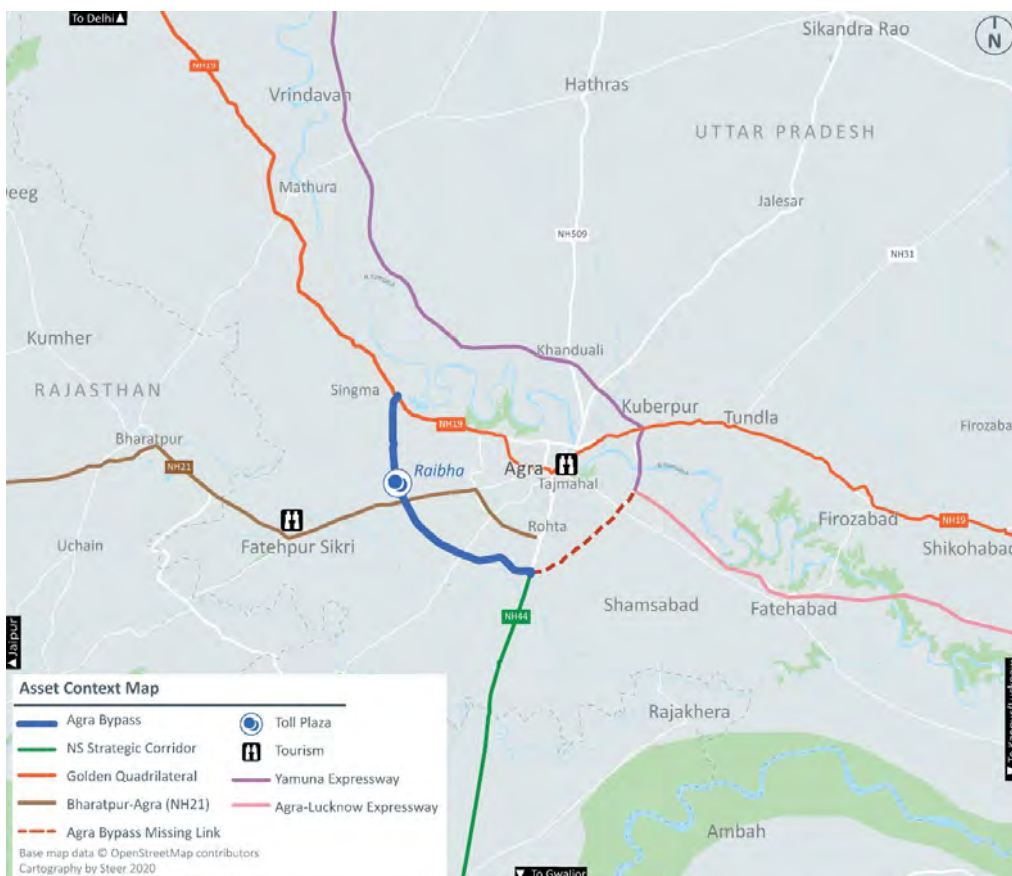 To Delhi▲
N
Sikandra Rao
NH19
Hathras
Vrindavan
UTTAR PRADESH
Deeg
Mathura
Jalesar
NH509
NH31
Kumher
Khanduali
RAJASTHAN
Singma
Kuberpur
Tundla
NH19
Firozaba
Bharatpur
Raibha
Agra
NH21
Tajmahal
Rohta
Firozabad
NH19
Uchain
Fatehpur Sikri
Shikohabad
Shamsabad
Fatehabad
NH44
▲Jaipur
Rajakhera
Ambah
▼ To Gwalior
Asset Context Map
Agra Bypass
Toll Plaza
NS Strategic Corridor
Tourism
Golden Quadrilateral
Yamuna Expressway
Bharatpur-Agra (NH21)
Agra-Lucknow Expressway
Agra Bypass Missing Link
Base map data © OpenStreetMap contributors
Cartography by Steer 2020